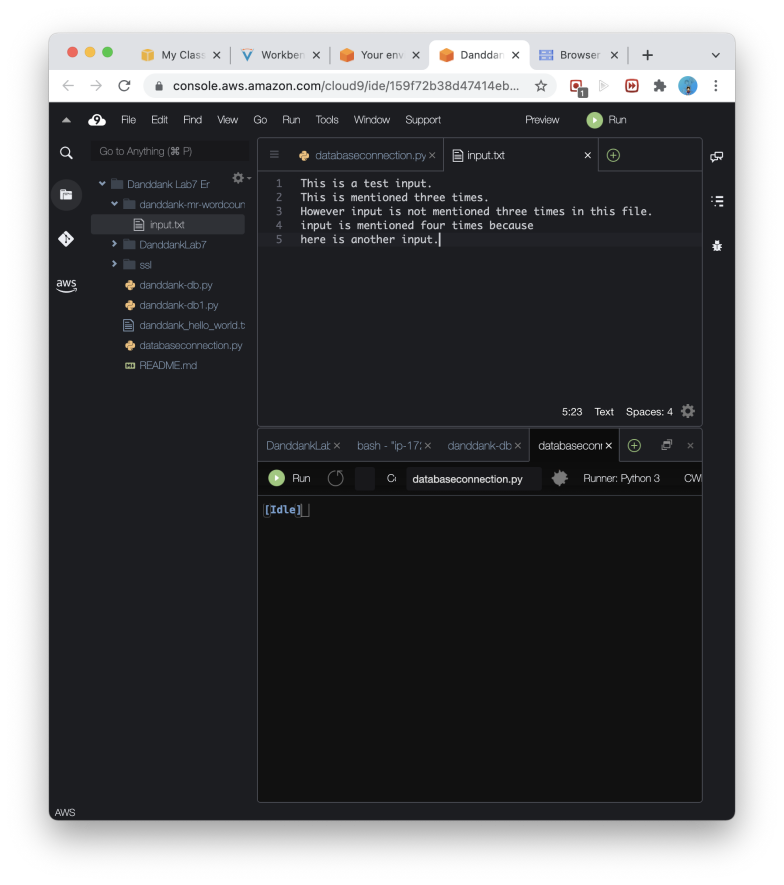 My Class
Workben
Your env
Danddan
Browser
console.aws.amazon.com/cloud9/ide/159f72b38d47414eb...
1
9
File Edit Find View Go Run Tools Window Support Preview Run
Go to Anything (⌘ P)
databaseconnection.py
input.txt
Danddank Lab7 Er
danddank-mr-wordcoun
input.txt
DanddankLab7
ssl
danddank-db.py
danddank-db1.py
danddank_hello_world.t
databaseconnection.py
README.md
aws
1 This is a test input.
2 This is mentioned three times.
3 However input is not mentioned three times in this file.
4 input is mentioned four times because
5 here is another input.
5:23 Text Spaces: 4
DanddankLab
bash - "ip-17
danddank-db
databaseconn
Run
databaseconnection.py
Runner: Python 3
CW
[Idle]
AWS